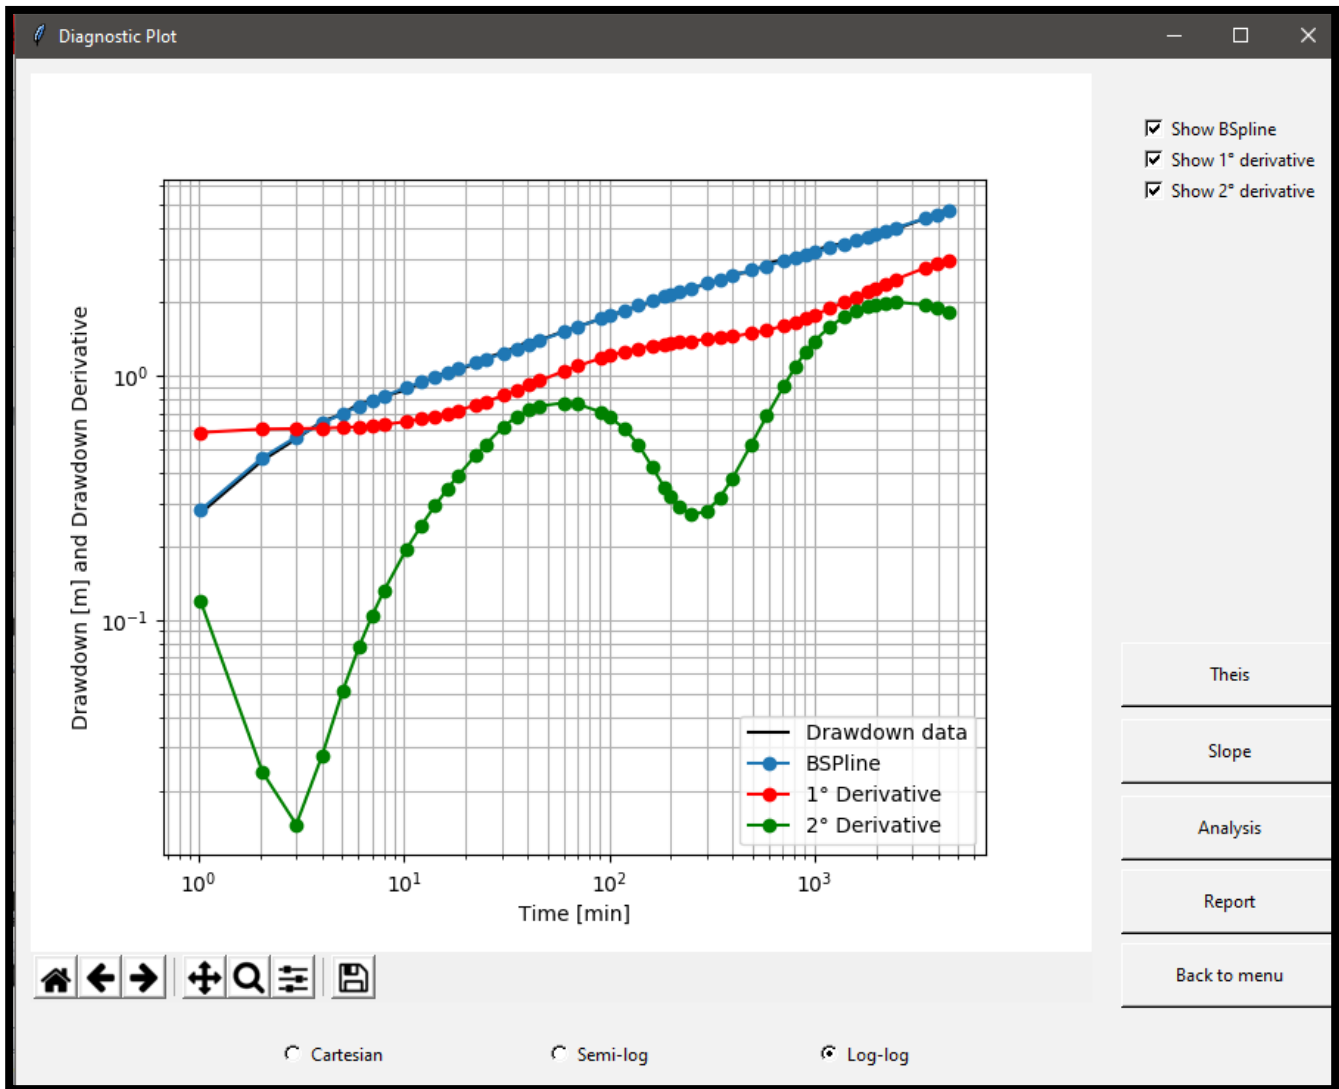 Diagnostic Plot
Show BSpline
Show 1° derivative
Show 2° derivative
Drawdown [m] and Drawdown Derivative
10⁰
10⁻¹
Drawdown data
BSPline
1° Derivative
2° Derivative
10⁰
10¹
10²
10³
Time [min]
Theis
Slope
Analysis
Report
Back to menu
Cartesian
Semi-log
Log-log